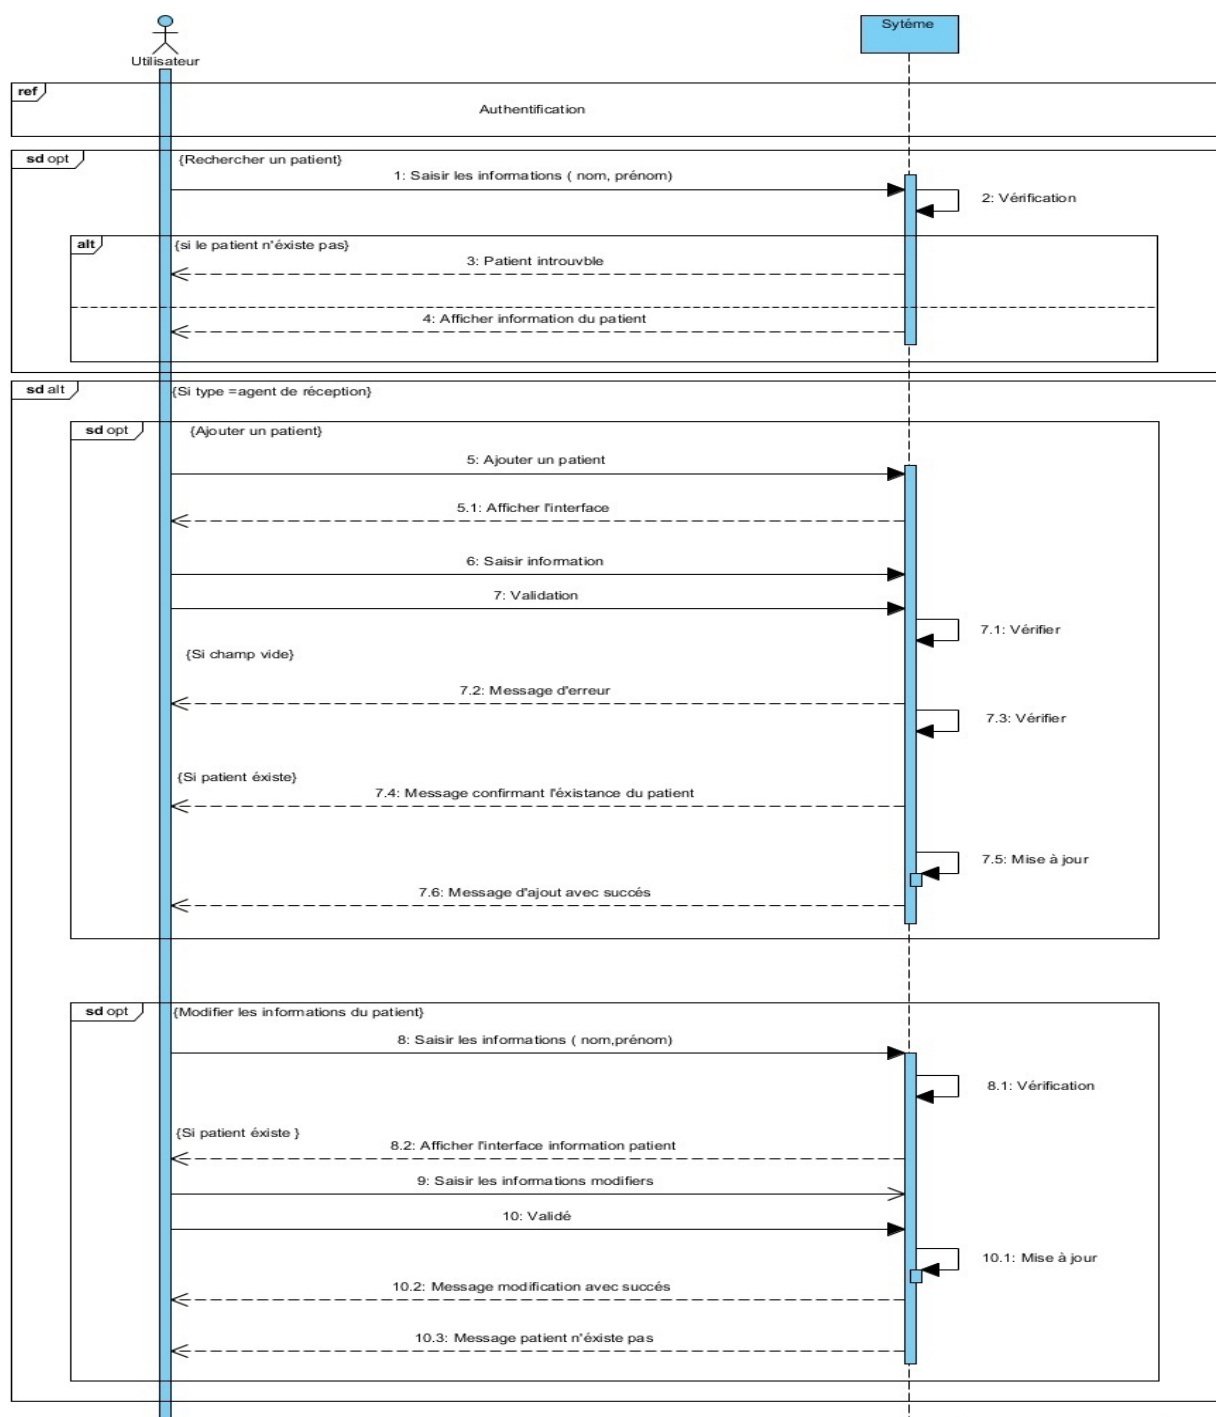 Sytéme
Utilisateur
ref
Authentification
sd opt
{Rechercher un patient}
1: Saisir les informations ( nom, prénom)
2: Vérification
alt
{si le patient n'éxiste pas}
3: Patient introuvble
4: Afficher information du patient
sd alt
{Si type =agent de réception}
sd opt
{Ajouter un patient}
5: Ajouter un patient
5.1: Afficher l'interface
6: Saisir information
7: Validation
7.1: Vérifier
{Si champ vide}
7.2: Message d'erreur
7.3: Vérifier
{Si patient éxiste}
7.4: Message confirmant l'éxistance du patient
7.5: Mise à jour
7.6: Message d'ajout avec succés
sd opt
{Modifier les informations du patient}
8: Saisir les informations ( nom,prénom)
8.1: Vérification
{Si patient éxiste }
8.2: Afficher l'interface information patient
9: Saisir les informations modifiers
10: Validé
10.1: Mise à jour
10.2: Message modification avec succés
10.3: Message patient n'éxiste pas